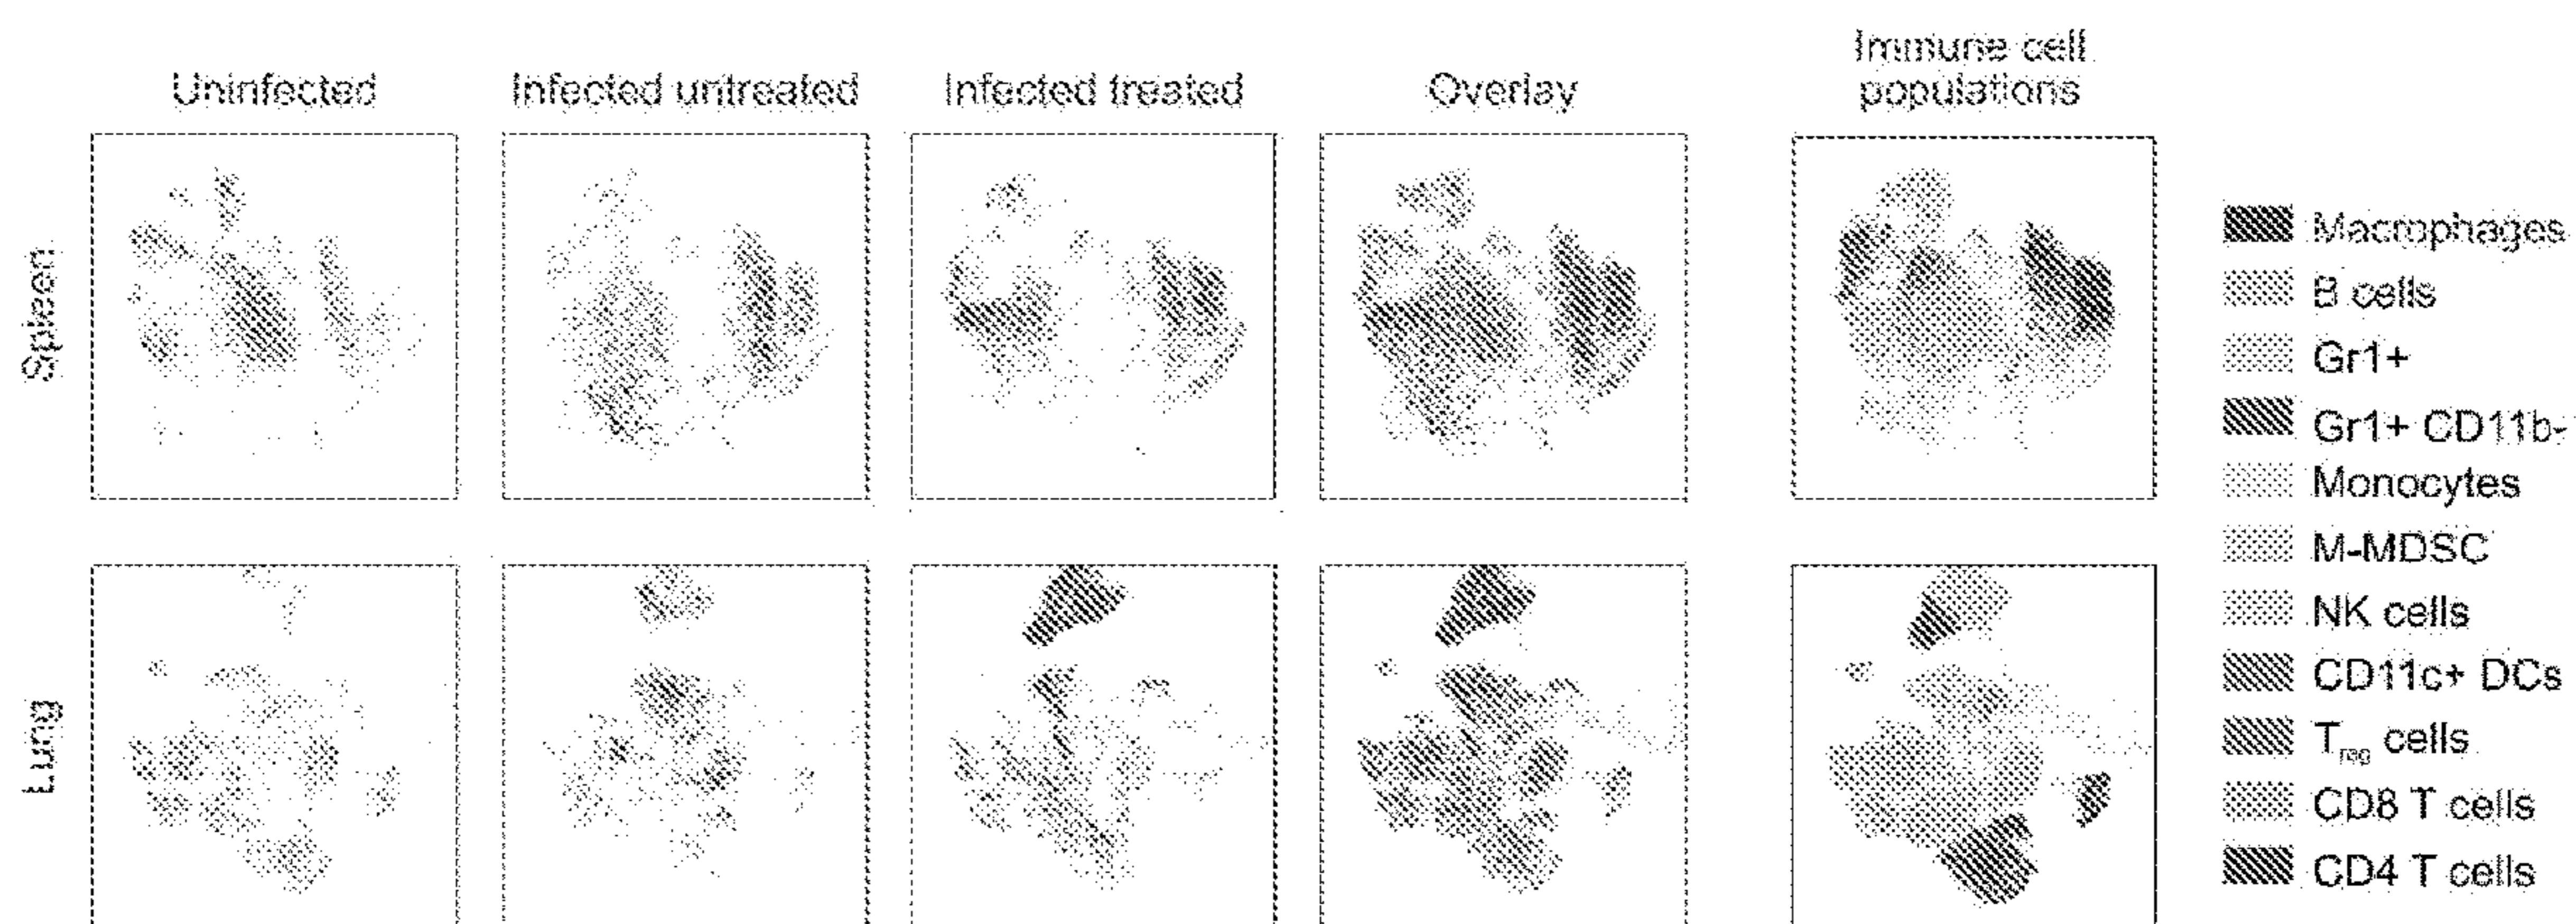 Uninfected
Infected untreated
Infected treated
Overlay
Immune cell
populations
Spleen
Lung
Macrophages
B cells
Gr1+
Gr1+ CD11b-
Monocytes
M-MDSC
NK cells
CD11c+ DCs
Treg cells
CD8 T cells
CD4 T cells